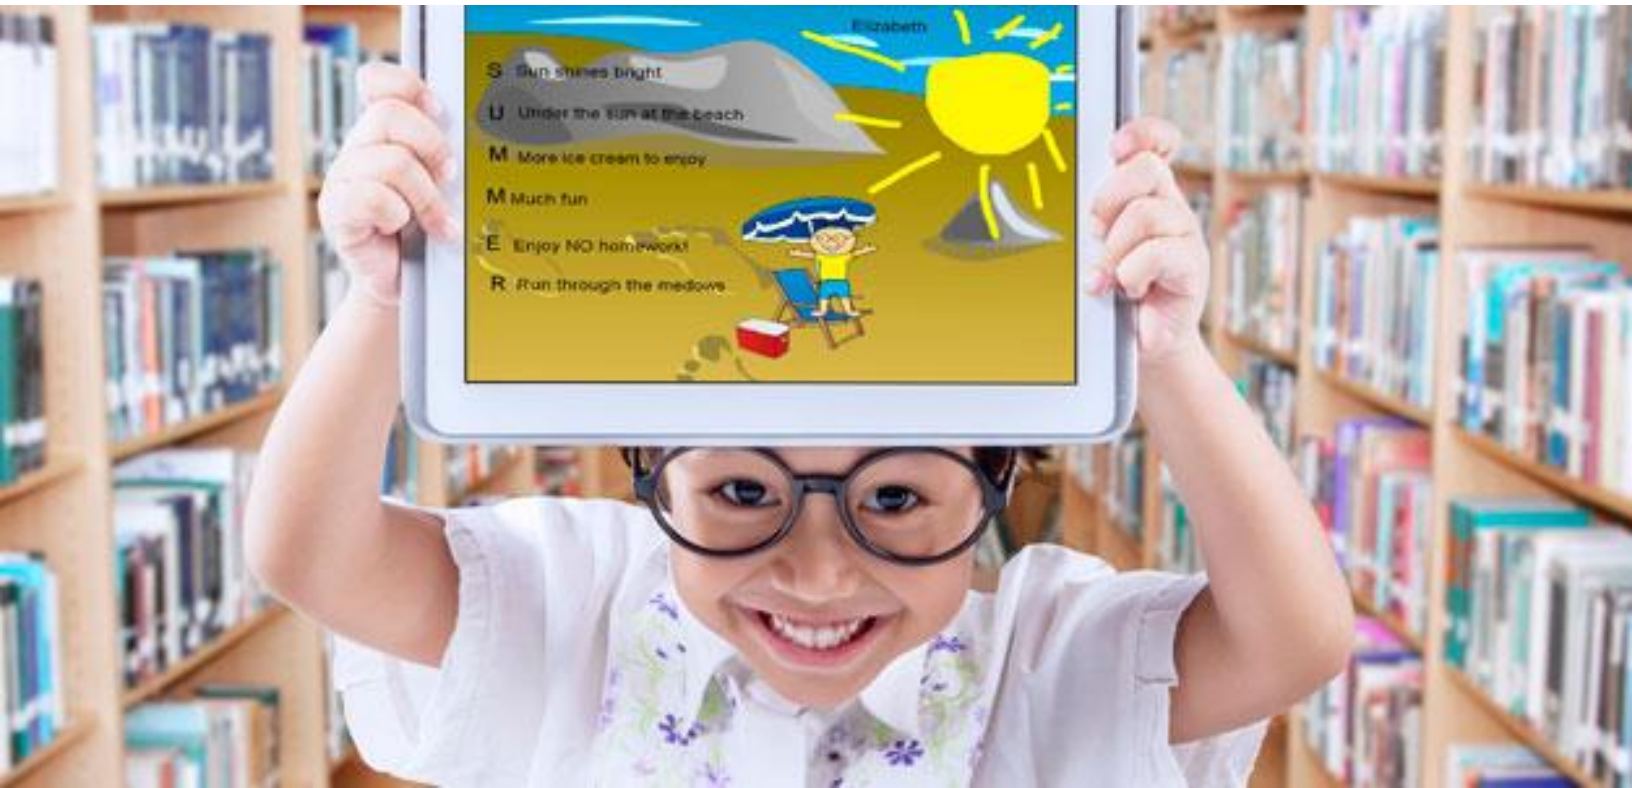 Elizabeth
S Sun shines bright
U Under the sun at the beach
M More ice cream to enjoy
M Much fun
E Enjoy NO homework!
R Run through the medows